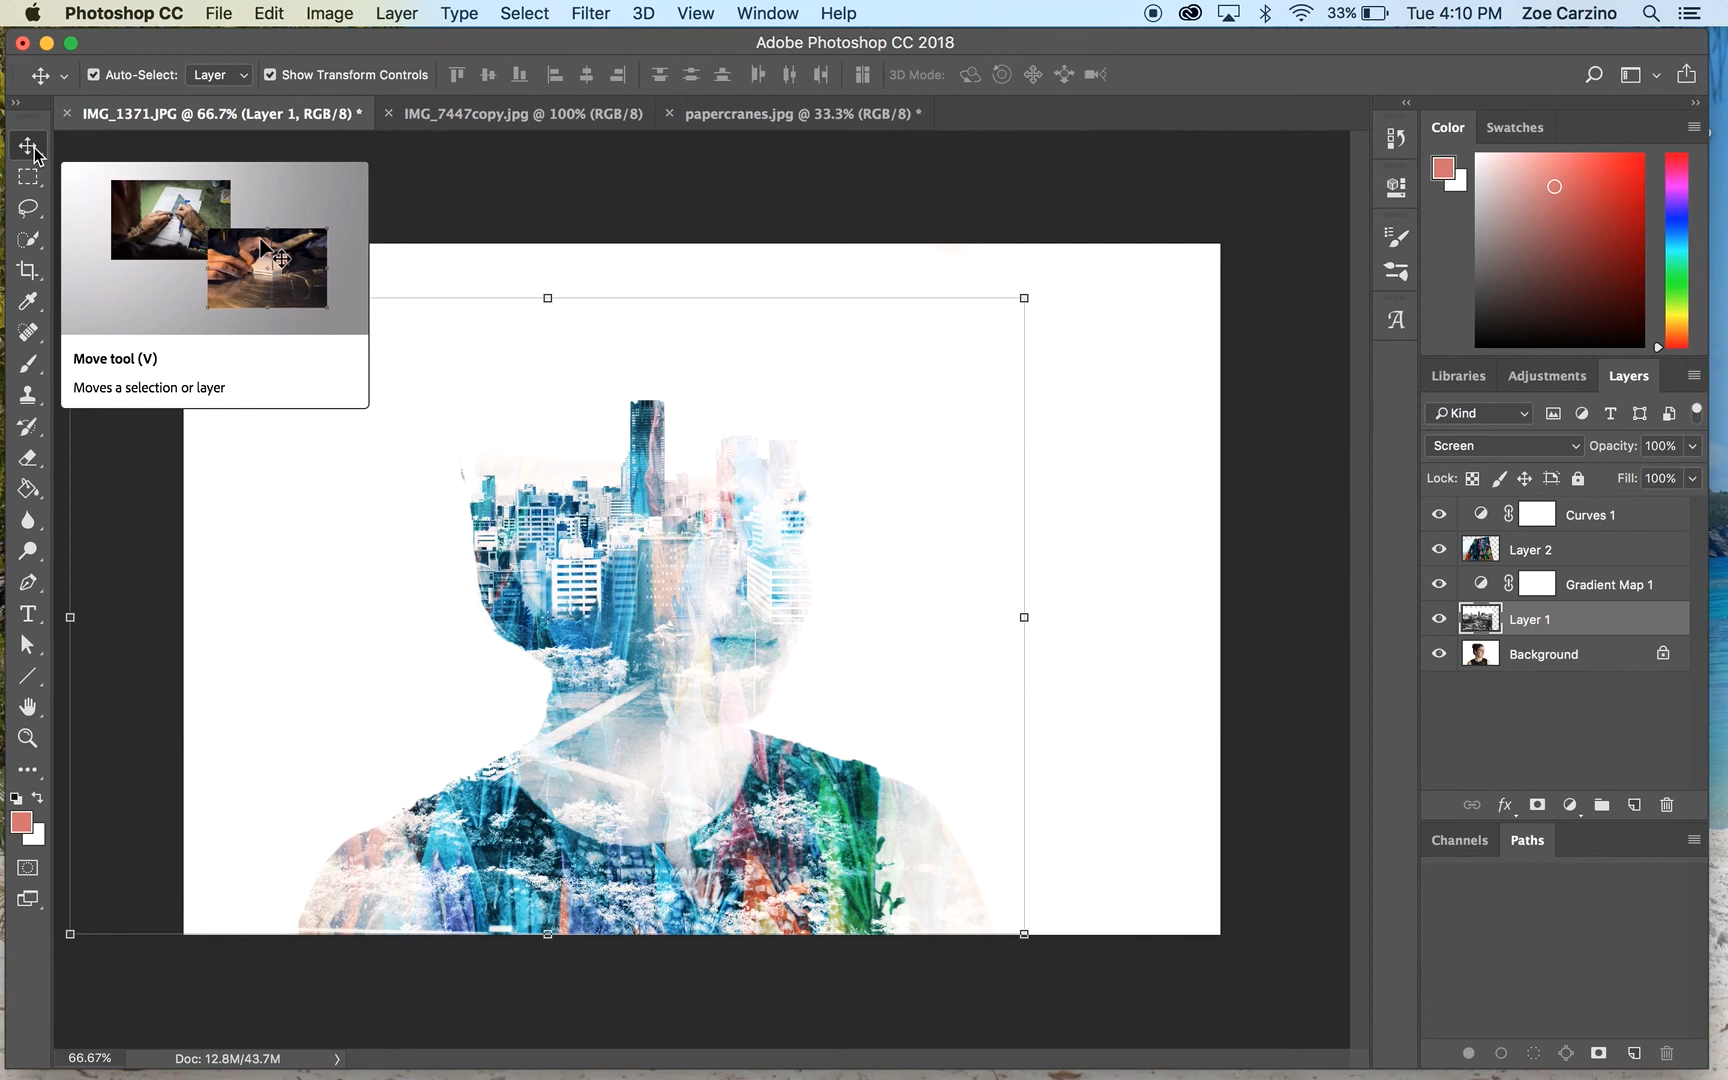 Photoshop CC File Edit Image Layer Type Select Filter 3D View Window Help 33% Tue 4:10 PM Zoe Carzino
Adobe Photoshop CC 2018
Auto-Select: Layer Show Transform Controls 3D Mode:
IMG_1371.JPG @ 66.7% (Layer 1, RGB/8) * IMG_7447copy.jpg @ 100% (RGB/8) papercranes.jpg @ 33.3% (RGB/8) *
Color Swatches
Move tool (V)
Moves a selection or layer
Libraries Adjustments Layers
Kind
Screen Opacity: 100%
Lock: Fill: 100%
Curves 1
Layer 2
Gradient Map 1
Layer 1
Background
Channels Paths
66.67% Doc: 12.8M/43.7M